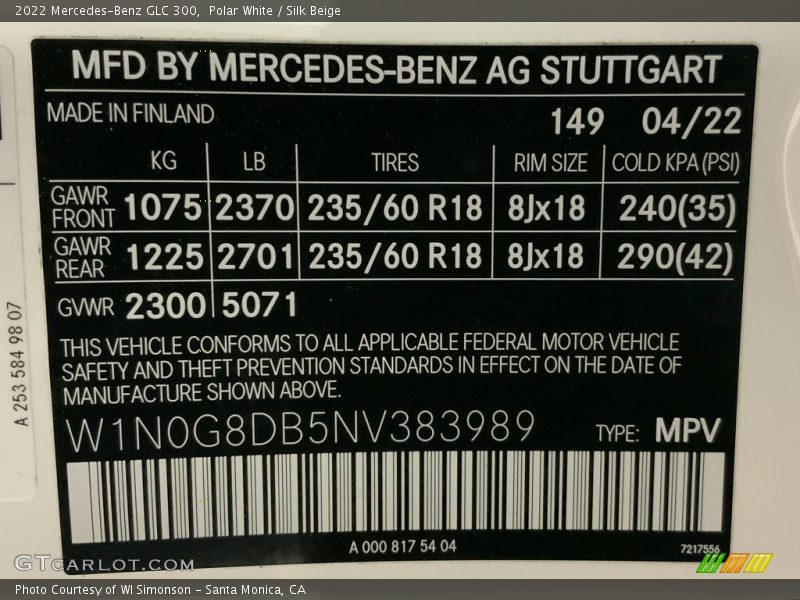 2022 Mercedes-Benz GLC 300, Polar White / Silk Beige
MFD BY MERCEDES-BENZ AG STUTTGART
MADE IN FINLAND 149 04/22
KG LB TIRES RIM SIZE COLD KPA (PSI)
GAWR FRONT 1075 2370 235/60 R18 8Jx18 240(35)
GAWR REAR 1225 2701 235/60 R18 8Jx18 290(42)
GVWR 2300 5071
THIS VEHICLE CONFORMS TO ALL APPLICABLE FEDERAL MOTOR VEHICLE
SAFETY AND THEFT PREVENTION STANDARDS IN EFFECT ON THE DATE OF
MANUFACTURE SHOWN ABOVE.
W1N0G8DB5NV383989 TYPE: MPV
A 000 817 54 04 7217556
A 253 584 98 07
GTCARLOT.COM
Photo Courtesy of WI Simonson - Santa Monica, CA